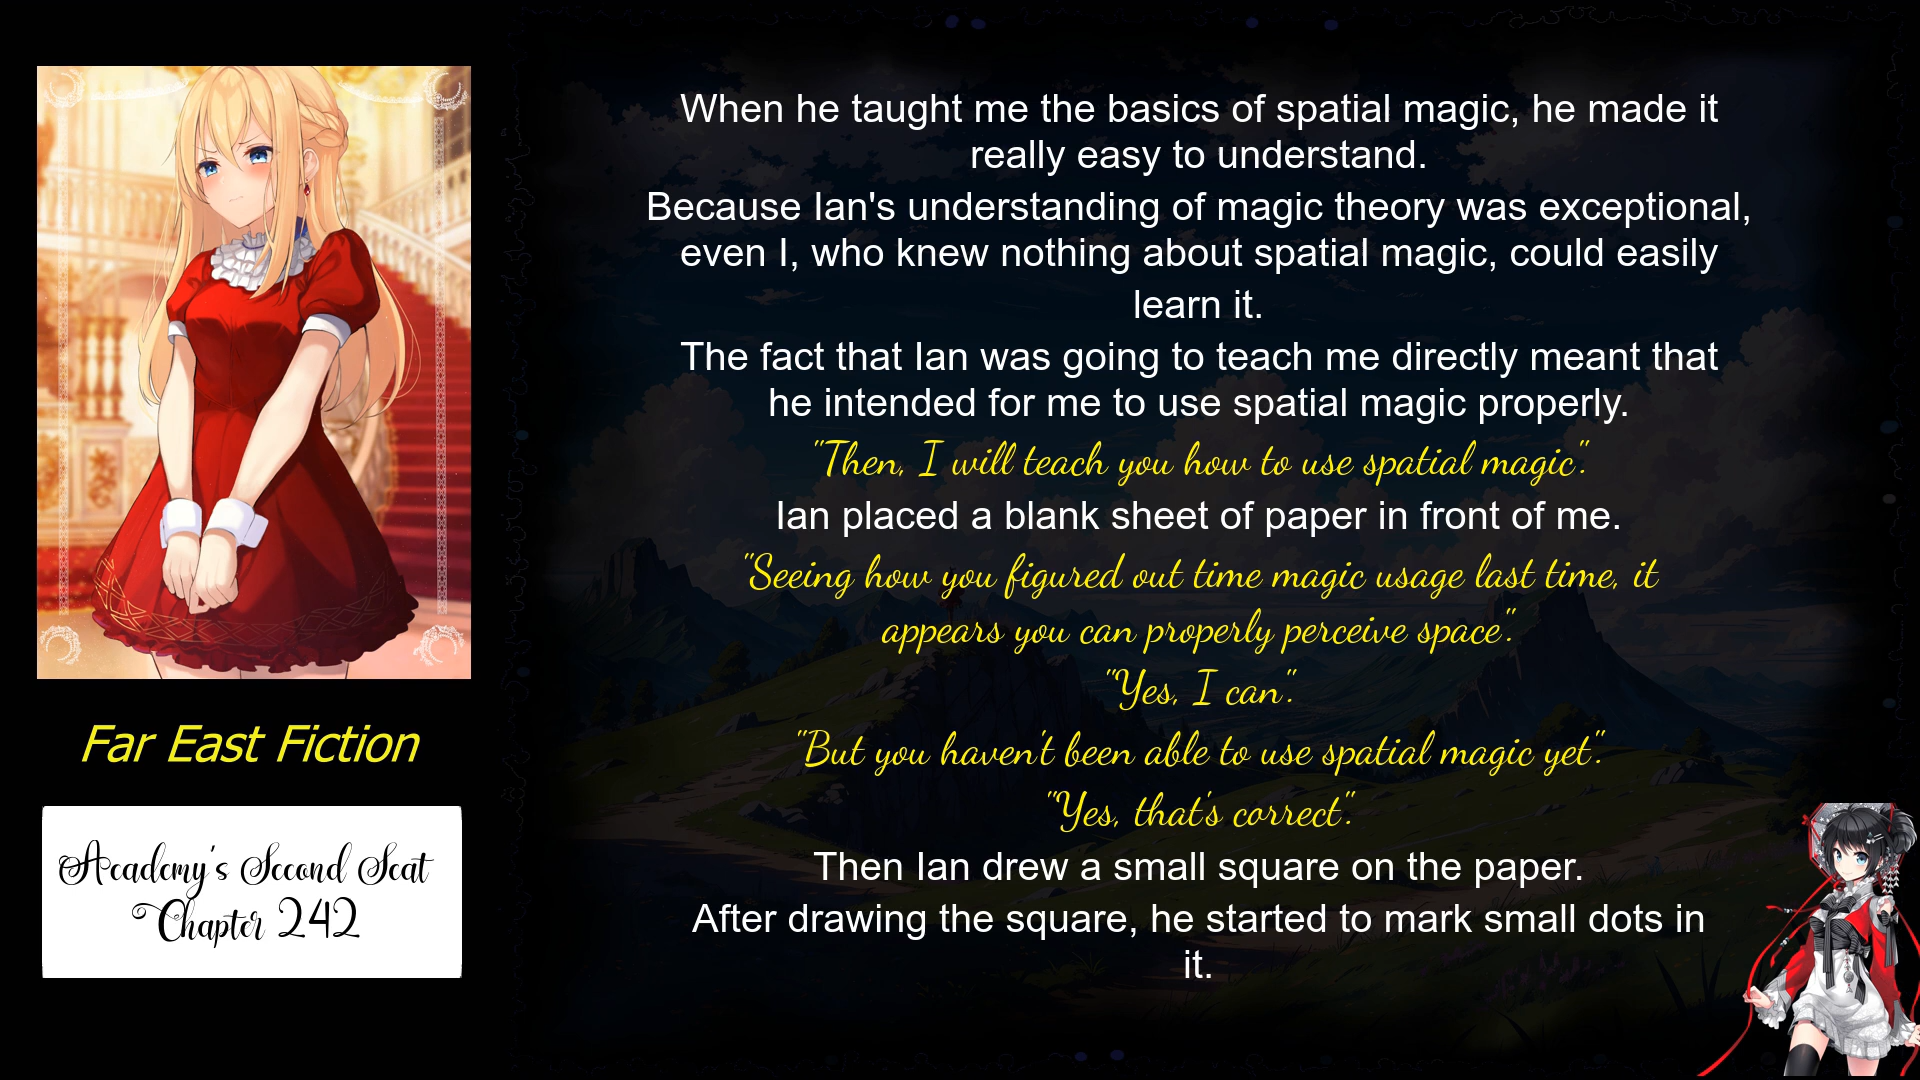 When he taught me the basics of spatial magic, he made it
really easy to understand.
Because Ian's understanding of magic theory was exceptional,
even I, who knew nothing about spatial magic, could easily
learn it.
The fact that Ian was going to teach me directly meant that
he intended for me to use spatial magic properly.
"Then, I will teach you how to use spatial magic."
Ian placed a blank sheet of paper in front of me.
"Seeing how you figured out time magic usage last time, it
appears you can properly perceive space."
"Yes, I can."
"But you haven't been able to use spatial magic yet."
"Yes, that's correct."
Then Ian drew a small square on the paper.
After drawing the square, he started to mark small dots in
it.
Far East Fiction
Academy's Second Seat
Chapter 242